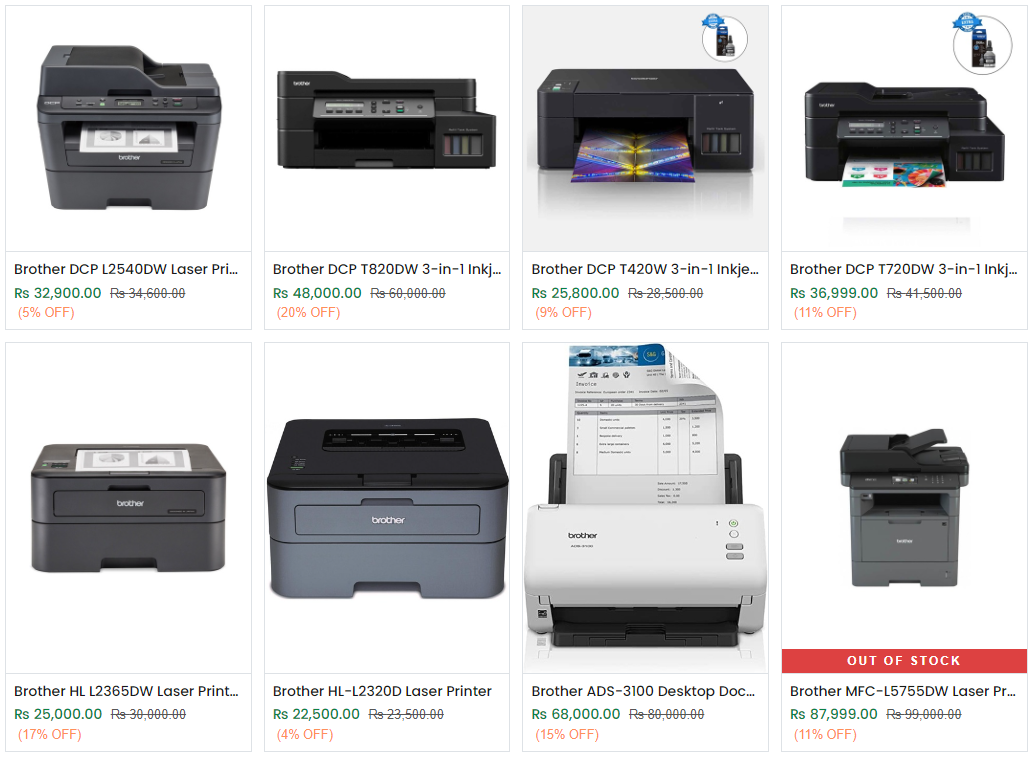 DCP
brother
brother
brother
brother
Brother DCP L2540DW Laser Pri...
Rs 32,900.00 Rs 34,600.00
(5% OFF)
Brother DCP T820DW 3-in-1 Inkj...
Rs 48,000.00 Rs 60,000.00
(20% OFF)
Brother DCP T420W 3-in-1 Inkje...
Rs 25,800.00 Rs 28,500.00
(9% OFF)
Brother DCP T720DW 3-in-1 Inkj...
Rs 36,999.00 Rs 41,500.00
(11% OFF)
brother
brother
Invoice
brother
ADS-3100
brother
OUT OF STOCK
Brother HL L2365DW Laser Print...
Rs 25,000.00 Rs 30,000.00
(17% OFF)
Brother HL-L2320D Laser Printer
Rs 22,500.00 Rs 23,500.00
(4% OFF)
Brother ADS-3100 Desktop Doc...
Rs 68,000.00 Rs 80,000.00
(15% OFF)
Brother MFC-L5755DW Laser Pr...
Rs 87,999.00 Rs 99,000.00
(11% OFF)